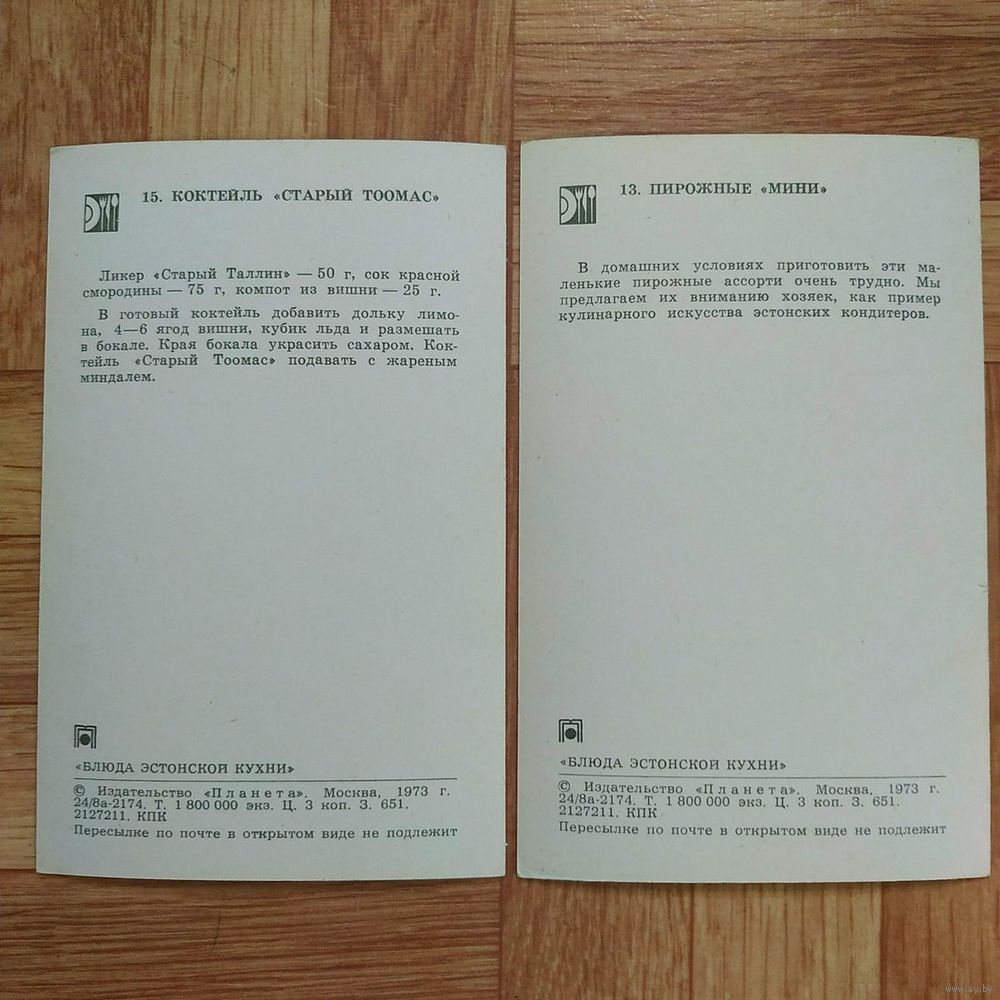 15. КОКТЕЙЛЬ «СТАРЫЙ ТООМАС»
Ликер «Старый Таллин» — 50 г, сок красной
смородины — 75 г, компот из вишни — 25 г.
В готовый коктейль добавить дольку лимо-
на, 4—6 ягод вишни, кубик льда и размешать
в бокале. Края бокала украсить сахаром. Кок-
тейль «Старый Тоомас» подавать с жареным
миндалем.
«БЛЮДА ЭСТОНСКОЙ КУХНИ»
© Издательство «Планета». Москва, 1973 г.
24/8а-2174. Т. 1 800 000 экз. Ц. 3 коп. З. 651.
2127211. КПК
Пересылке по почте в открытом виде не подлежит
13. ПИРОЖНЫЕ «МИНИ»
В домашних условиях приготовить эти ма-
ленькие пирожные ассорти очень трудно. Мы
предлагаем их вниманию хозяек, как пример
кулинарного искусства эстонских кондитеров.
«БЛЮДА ЭСТОНСКОЙ КУХНИ»
© Издательство «Планета». Москва, 1973 г.
24/8а-2174. Т. 1 800 000 экз. Ц. 3 коп. З. 651.
2127211. КПК
Пересылке по почте в открытом виде не подлежит
www.ay.by